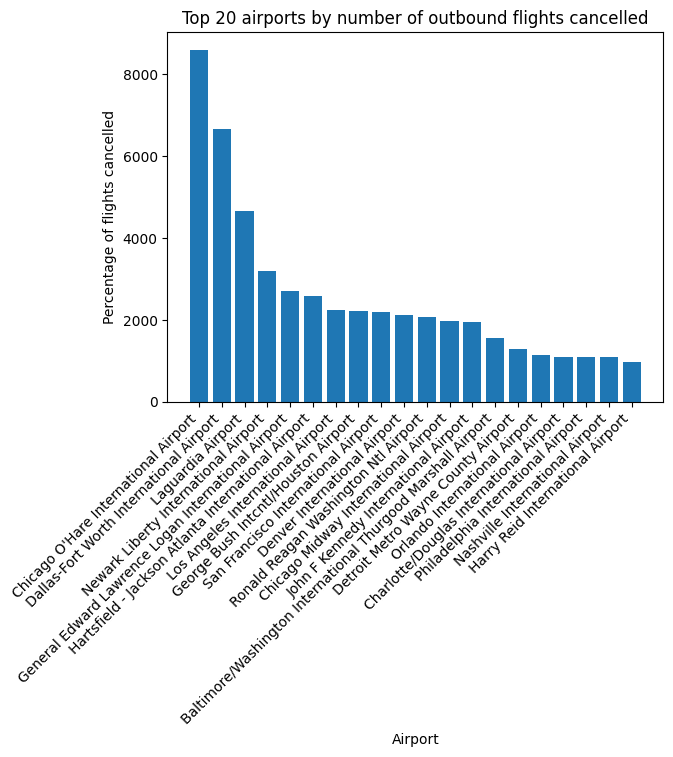 Top 20 airports by number of outbound flights cancelled
Percentage of flights cancelled
8000
6000
4000
2000
0
Chicago O'Hare International Airport
Dallas-Fort Worth International Airport
Laguardia Airport
Newark Liberty International Airport
General Edward Lawrence Logan International Airport
Hartsfield - Jackson Atlanta International Airport
Los Angeles International Airport
George Bush Intcntl/Houston Airport
San Francisco International Airport
Denver International Airport
Ronald Reagan Washington Ntl Airport
Chicago Midway International Airport
John F Kennedy International Airport
Baltimore/Washington International Thurgood Marshall Airport
Detroit Metro Wayne County Airport
Orlando International Airport
Charlotte/Douglas International Airport
Philadelphia International Airport
Nashville International Airport
Harry Reid International Airport
Airport